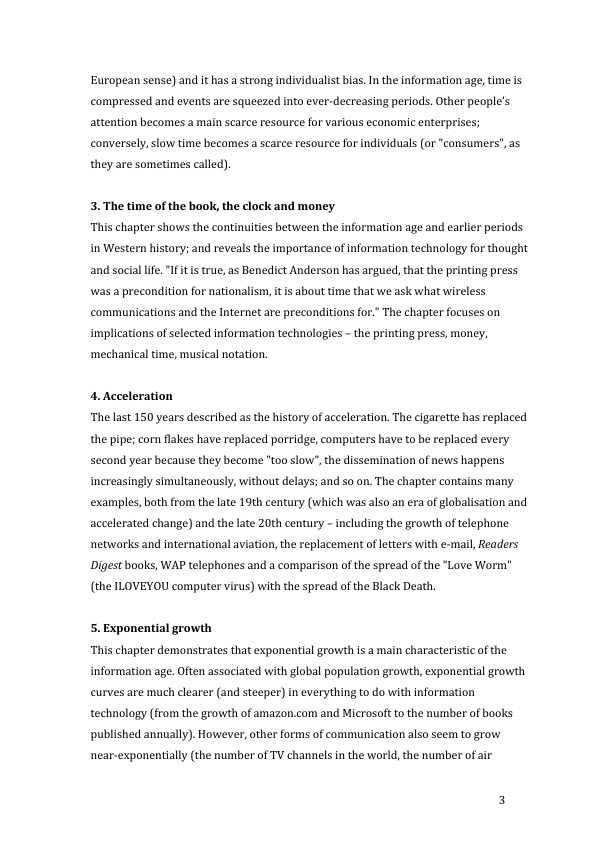 European sense) and it has a strong individualist bias. In the information age, time is
compressed and events are squeezed into ever-decreasing periods. Other people’s
attention becomes a main scarce resource for various economic enterprises;
conversely, slow time becomes a scarce resource for individuals (or "consumers", as
they are sometimes called).
3. The time of the book, the clock and money
This chapter shows the continuities between the information age and earlier periods
in Western history; and reveals the importance of information technology for thought
and social life. "If it is true, as Benedict Anderson has argued, that the printing press
was a precondition for nationalism, it is about time that we ask what wireless
communications and the Internet are preconditions for." The chapter focuses on
implications of selected information technologies – the printing press, money,
mechanical time, musical notation.
4. Acceleration
The last 150 years described as the history of acceleration. The cigarette has replaced
the pipe; corn flakes have replaced porridge, computers have to be replaced every
second year because they become "too slow", the dissemination of news happens
increasingly simultaneously, without delays; and so on. The chapter contains many
examples, both from the late 19th century (which was also an era of globalisation and
accelerated change) and the late 20th century – including the growth of telephone
networks and international aviation, the replacement of letters with e-mail, Readers
Digest books, WAP telephones and a comparison of the spread of the "Love Worm"
(the ILOVEYOU computer virus) with the spread of the Black Death.
5. Exponential growth
This chapter demonstrates that exponential growth is a main characteristic of the
information age. Often associated with global population growth, exponential growth
curves are much clearer (and steeper) in everything to do with information
technology (from the growth of amazon.com and Microsoft to the number of books
published annually). However, other forms of communication also seem to grow
near-exponentially (the number of TV channels in the world, the number of air
3